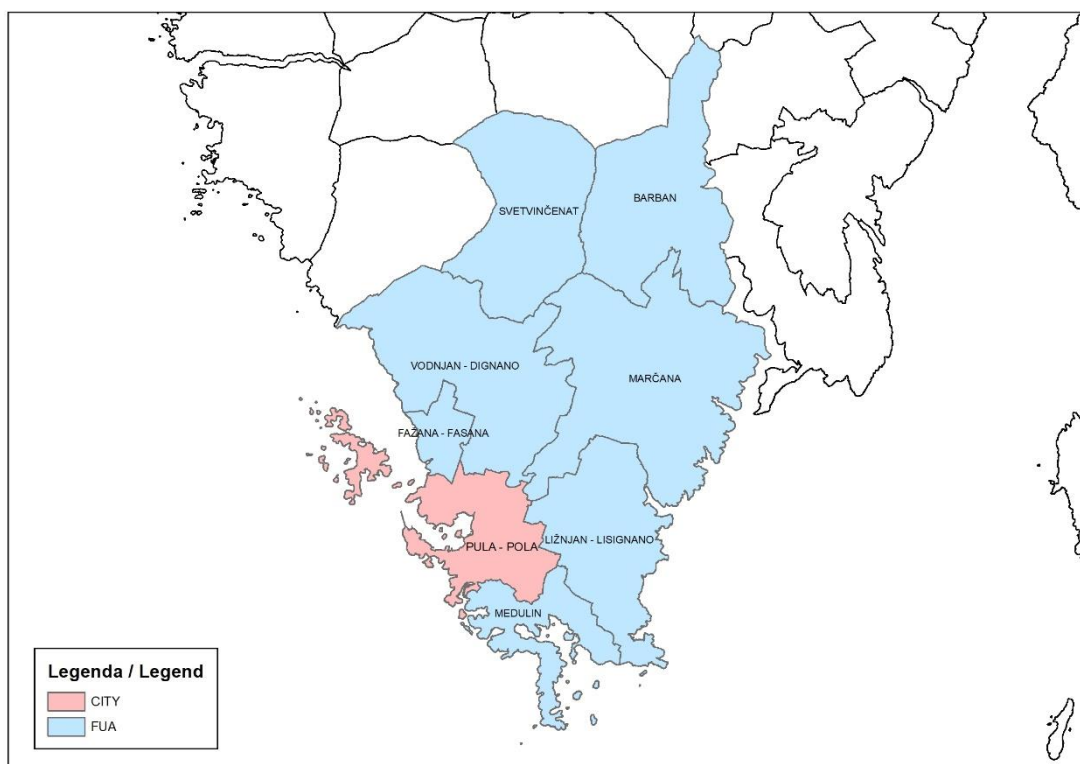 SVETVINČENAT
BARBAN
VODNJAN - DIGNANO
MARČANA
FAŽANA - FASANA
PULA - POLA
LIŽNJAN - LISIGNANO
MEDULIN
Legenda / Legend
CITY
FUA